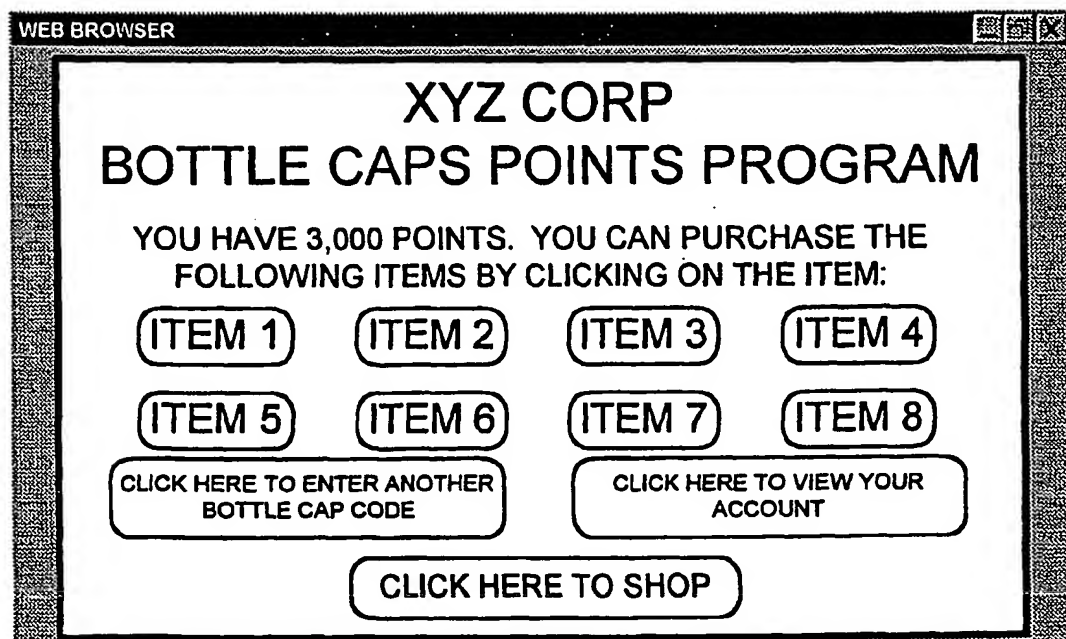 WEB BROWSER
XYZ CORP
BOTTLE CAPS POINTS PROGRAM
YOU HAVE 3,000 POINTS. YOU CAN PURCHASE THE
FOLLOWING ITEMS BY CLICKING ON THE ITEM:
ITEM 1 ITEM 2 ITEM 3 ITEM 4
ITEM 5 ITEM 6 ITEM 7 ITEM 8
CLICK HERE TO ENTER ANOTHER
BOTTLE CAP CODE
CLICK HERE TO VIEW YOUR
ACCOUNT
CLICK HERE TO SHOP